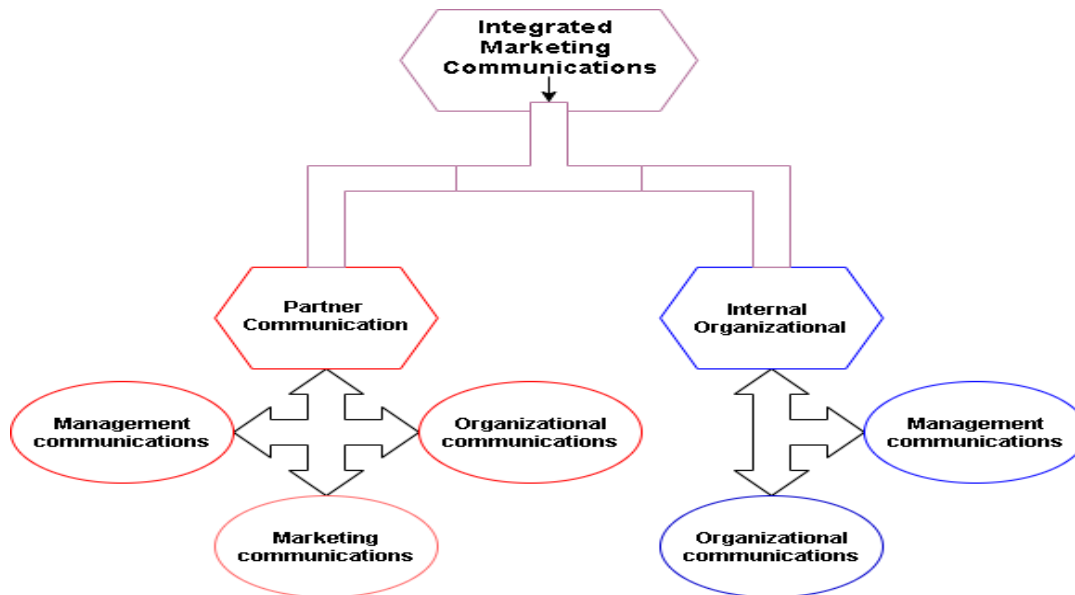 Integrated
Marketing
Communications
Partner
Communication
Internal
Organizational
Management
communications
Organizational
communications
Management
communications
Marketing
communications
Organizational
communications